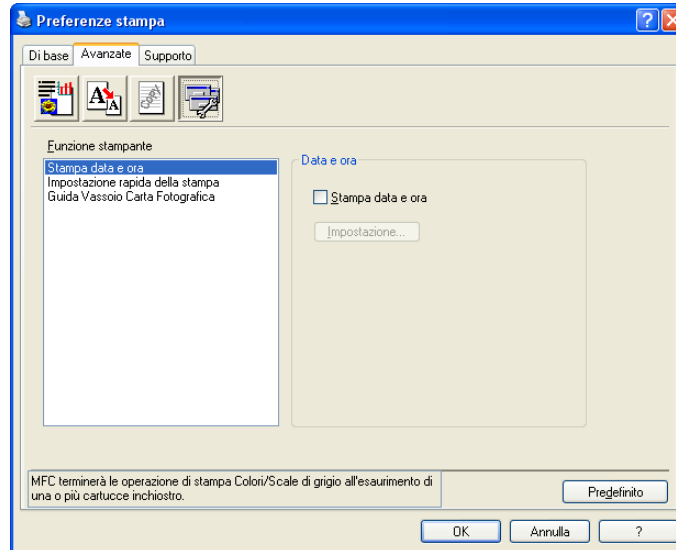 Preferenze stampa
Di base Avanzate Supporto
Funzione stampante
Stampa data e ora
Impostazione rapida della stampa
Guida Vassoio Carta Fotografica
Data e ora
Stampa data e ora
Impostazione...
MFC terminerà le operazione di stampa Colori/Scale di grigio all'esaurimento di
una o più cartucce inchiostro.
Predefinito
OK Annulla ?